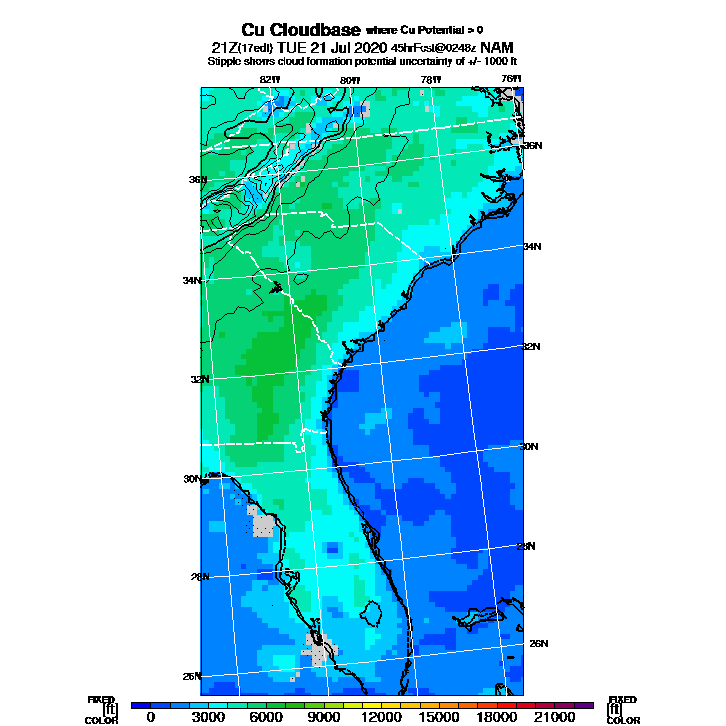 Cu Cloudbase where Cu Potential > 0
21Z(17edt) TUE 21 Jul 2020 45hrFcst@0248z NAM
Stipple shows cloud formation potential uncertainty of +/- 1000 ft
82W 80W 78W 76W
36N
36N
34N
34N
32N
32N
30N
30N
28N
28N
26N
26N
FIXED
[ft]
COLOR
0 3000 6000 9000 12000 15000 18000 21000
FIXED
[ft]
COLOR